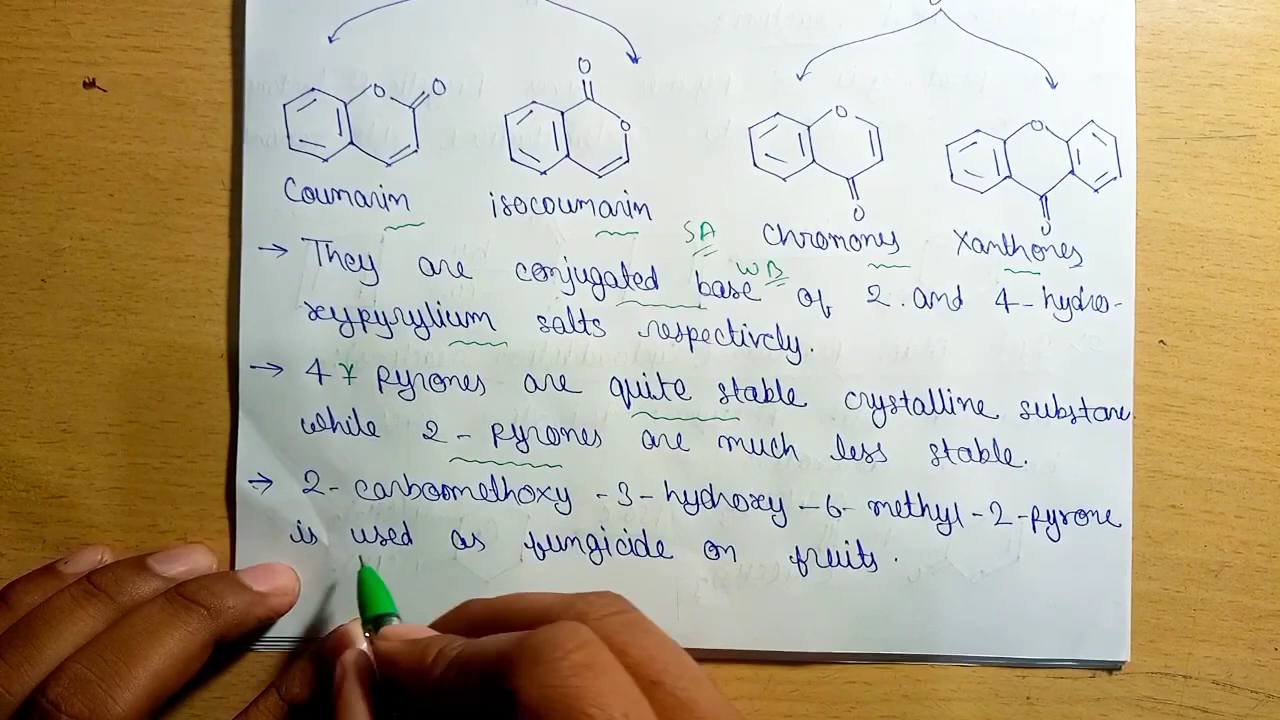 O O O O
O O O O
Coumarin isocoumarin Chromones Xanthones
SA
WB
→ They are conjugated base of 2 and 4-hydro-
xypyrylium salts respectively.
→ 4 γ pyrones are quite stable crystalline substance
while 2-pyrones are much less stable.
→ 2-carbomethoxy-3-hydroxy-6-methyl-2-pyrone
is used as fungicide on fruits.